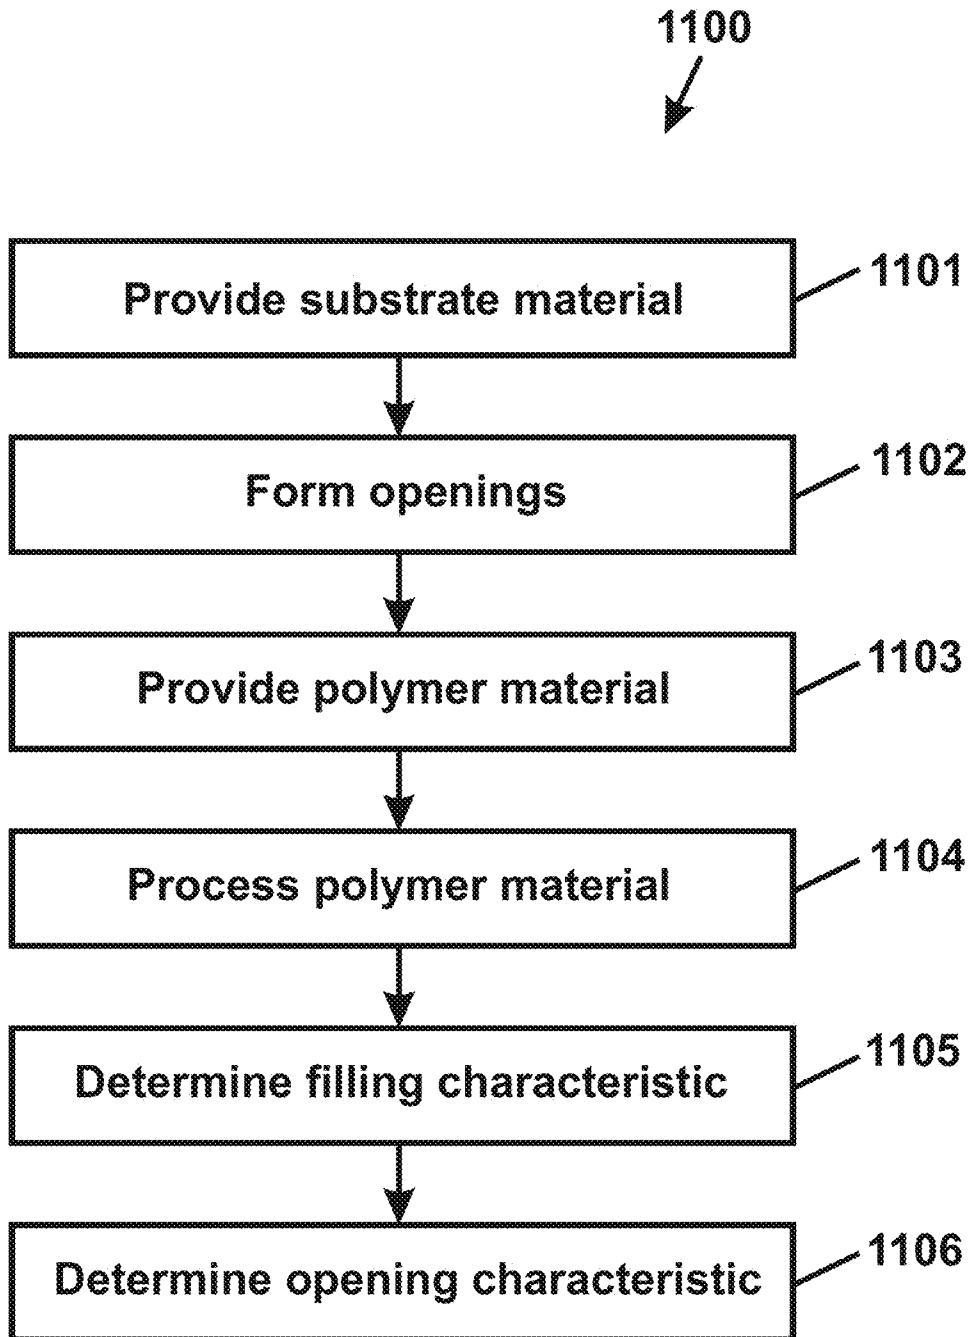 1100
Provide substrate material
1101
Form openings
1102
Provide polymer material
1103
Process polymer material
1104
Determine filling characteristic
1105
Determine opening characteristic
1106